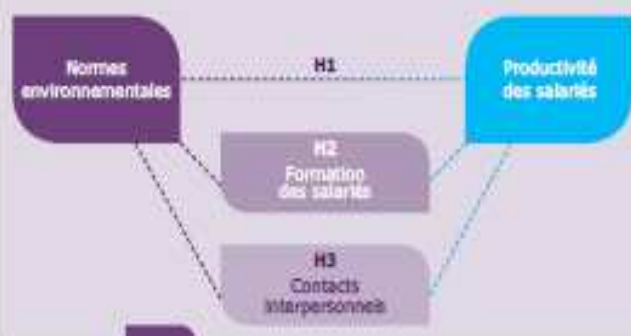 Normes
environnementales
H1
Productivité
des salariés
H2
Formation
des salariés
H3
Contacts
interpersonnels